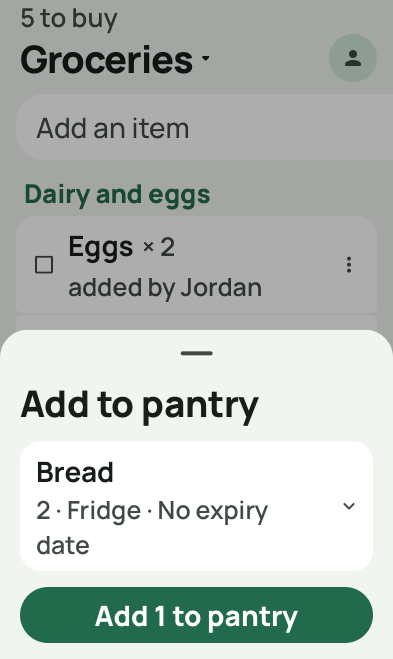 5 to buy
Groceries
Add an item
Dairy and eggs
Eggs × 2
added by Jordan
Add to pantry
Bread
2 · Fridge · No expiry
date
Add 1 to pantry